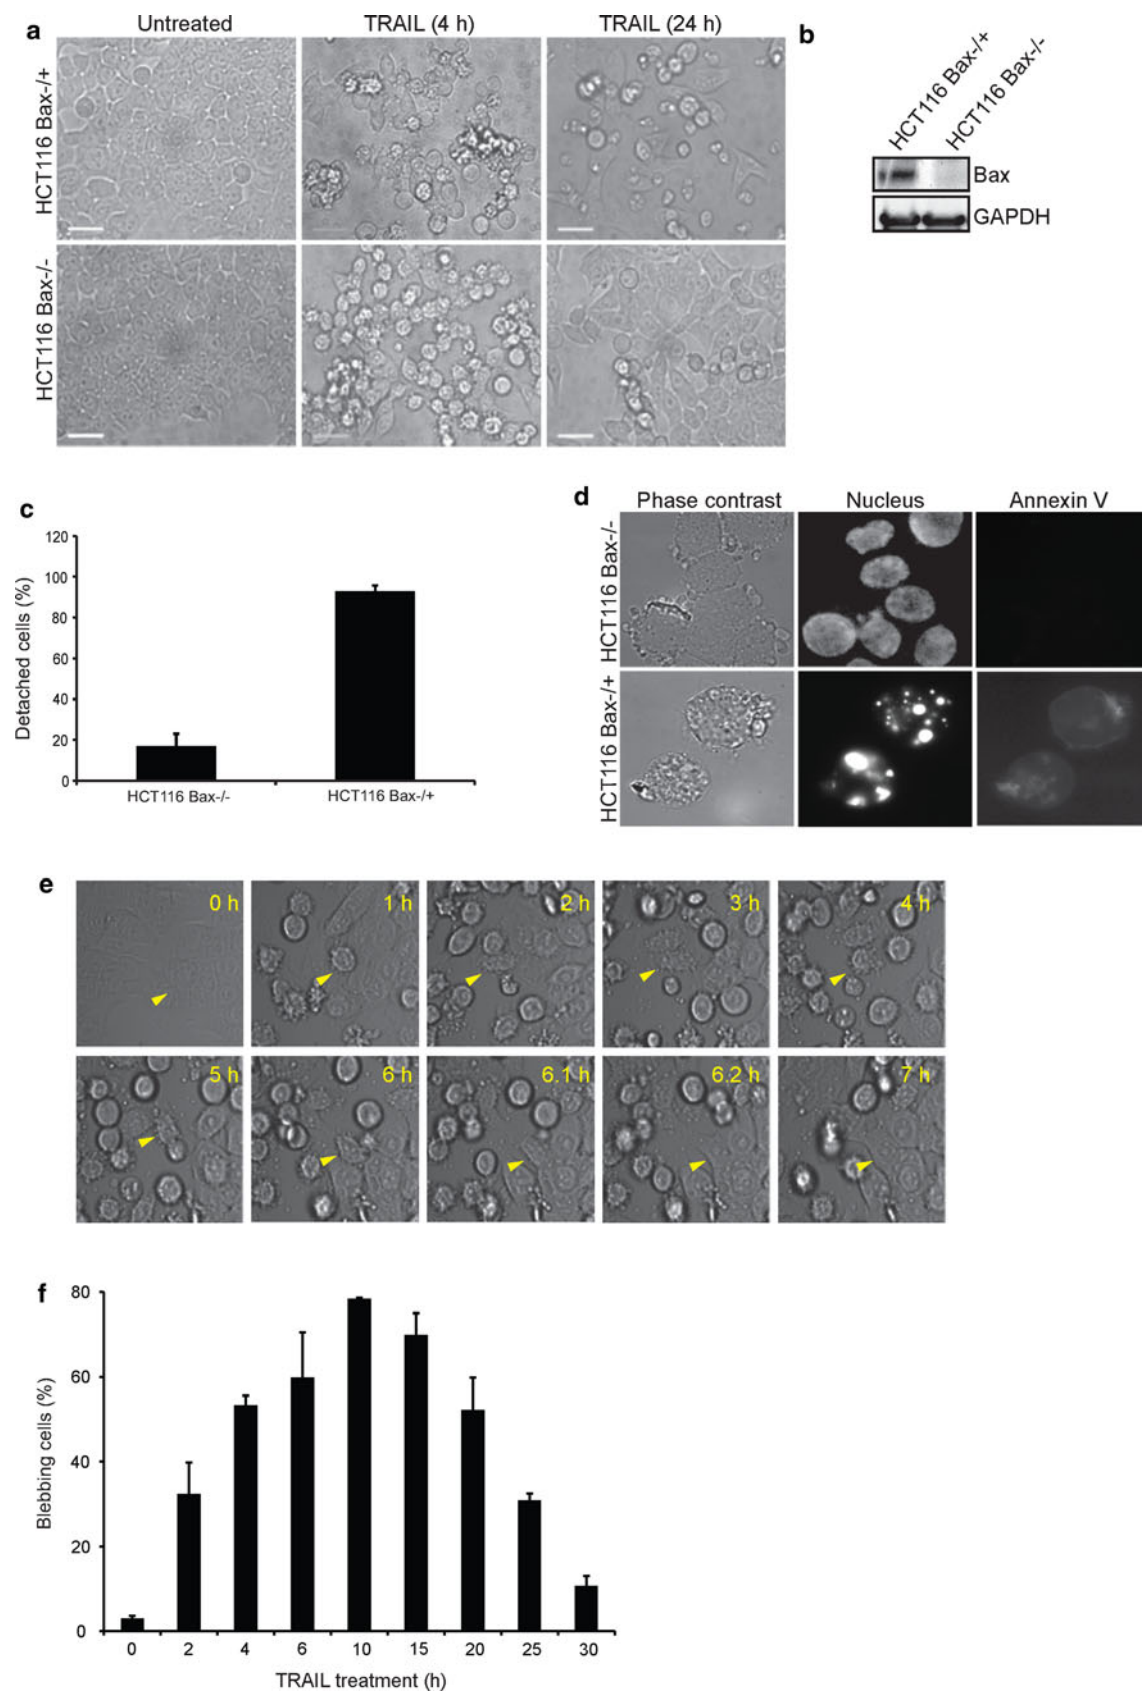 a
Untreated
TRAIL (4 h)
TRAIL (24 h)
HCT116 Bax-/+
HCT116 Bax-/-
b
HCT116 Bax-/+
HCT116 Bax-/-
Bax
GAPDH
c
Detached cells (%)
120
100
80
60
40
20
0
HCT116 Bax-/-
HCT116 Bax-/+
d
Phase contrast
Nucleus
Annexin V
HCT116 Bax-/-
HCT116 Bax-/+
e
0 h
1 h
2 h
3 h
4 h
5 h
6 h
6.1 h
6.2 h
7 h
f
Blebbing cells (%)
80
60
40
20
0
0 2 4 6 10 15 20 25 30
TRAIL treatment (h)